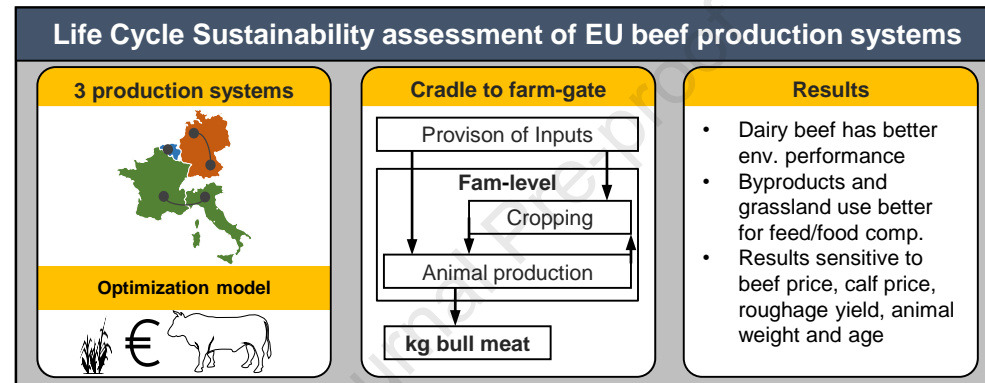 Life Cycle Sustainability assessment of EU beef production systems
3 production systems
Optimization model
€
Cradle to farm-gate
Provison of Inputs
Fam-level
Cropping
Animal production
kg bull meat
Results
• Dairy beef has better
env. performance
• Byproducts and
grassland use better
for feed/food comp.
• Results sensitive to
beef price, calf price,
roughage yield, animal
weight and age
urnal Pre-proo